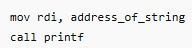 mov rdi, address_of_string
call printf